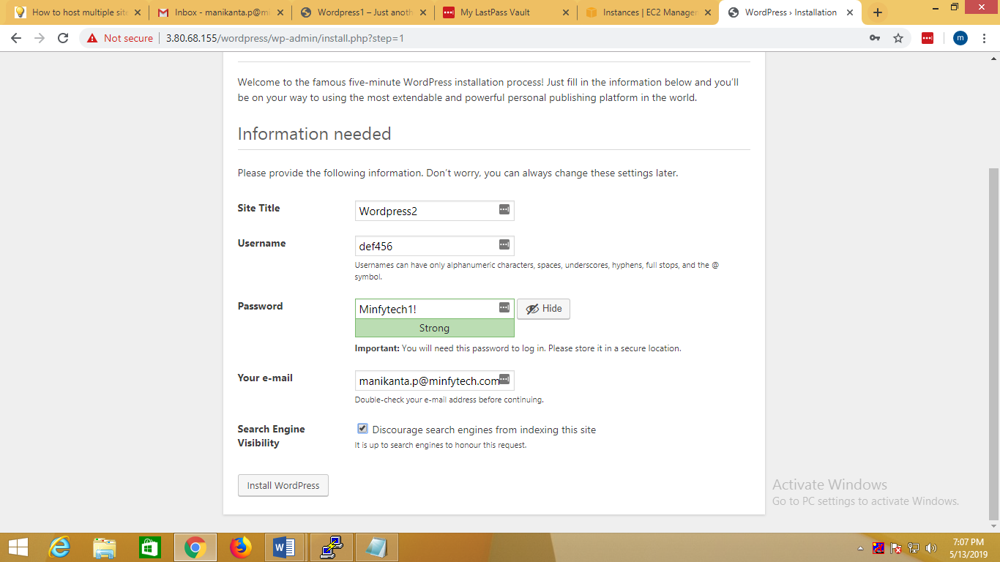 How to host multiple site
Inbox - manikanta.p@m
Wordpress1 – Just anoth
My LastPass Vault
Instances | EC2 Manager
WordPress › Installation
Not secure
3.80.68.155/wordpress/wp-admin/install.php?step=1
m
Welcome to the famous five-minute WordPress installation process! Just fill in the information below and you’ll
be on your way to using the most extendable and powerful personal publishing platform in the world.
Information needed
Please provide the following information. Don’t worry, you can always change these settings later.
Site Title
Wordpress2
Username
def456
Usernames can have only alphanumeric characters, spaces, underscores, hyphens, full stops, and the @
symbol.
Password
Minfytech1!
Hide
Strong
Important: You will need this password to log in. Please store it in a secure location.
Your e-mail
manikanta.p@minfytech.com
Double-check your e-mail address before continuing.
Search Engine
Visibility
Discourage search engines from indexing this site
It is up to search engines to honour this request.
Install WordPress
Activate Windows
Go to PC settings to activate Windows.
7:07 PM
5/13/2019